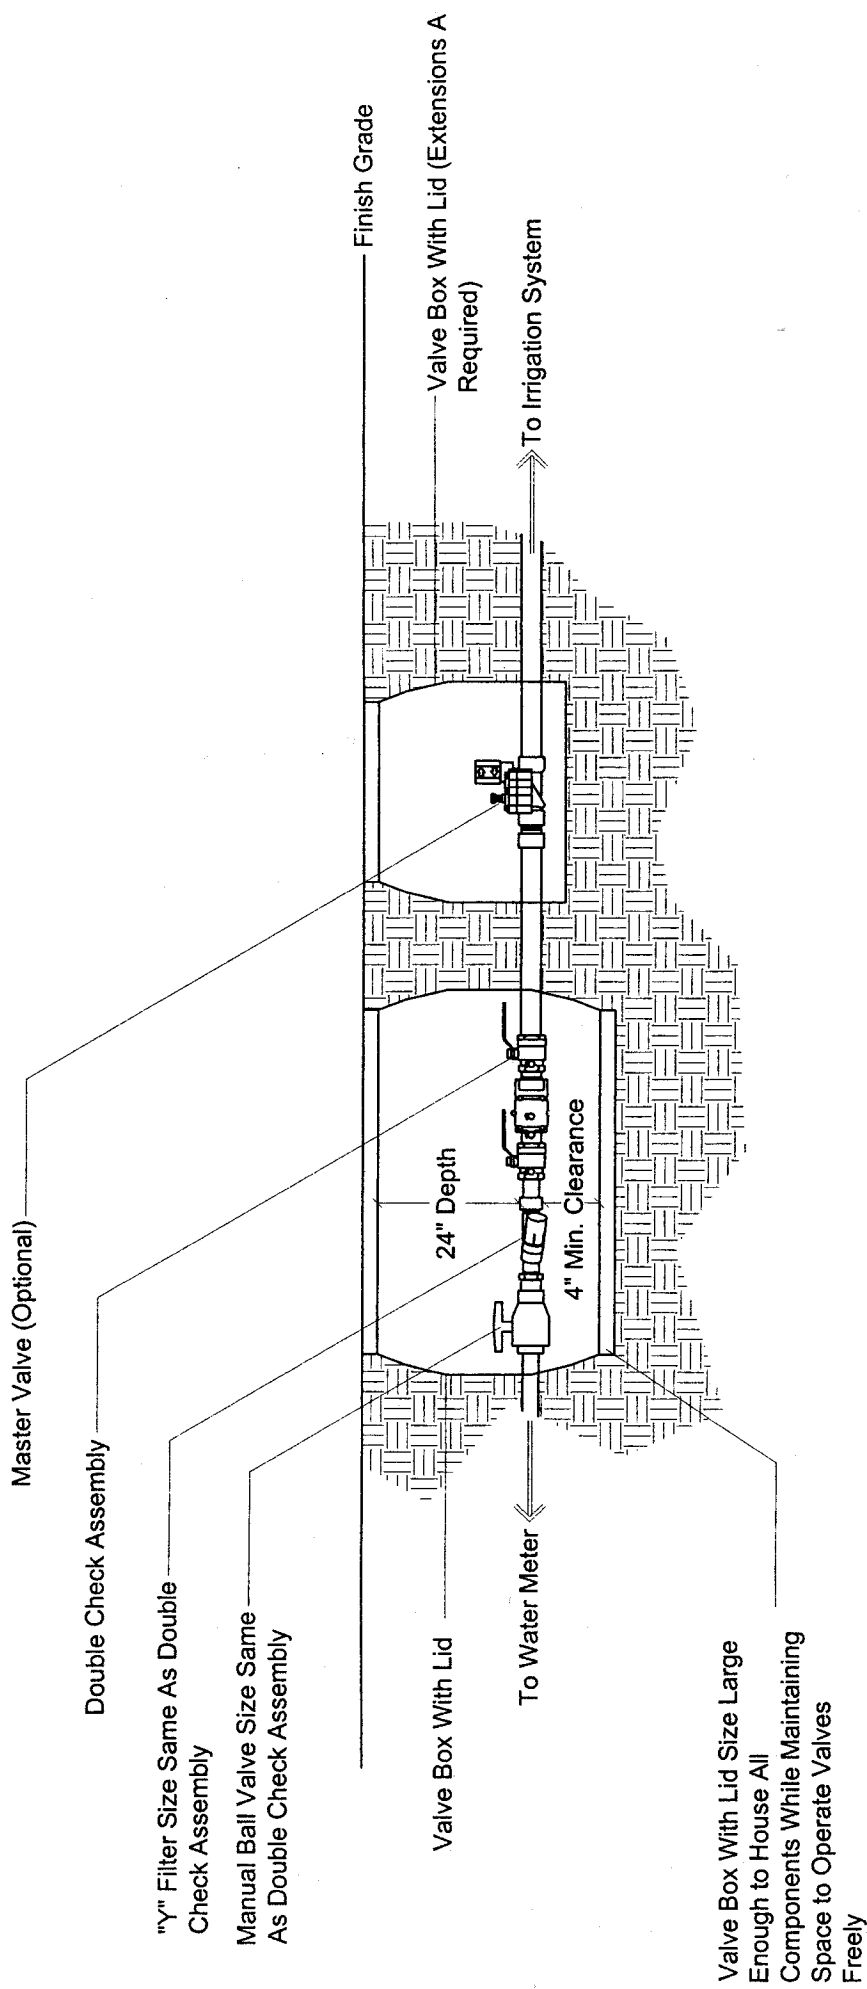 Master Valve (Optional)
Double Check Assembly
"Y" Filter Size Same As Double
Check Assembly
Manual Ball Valve Size Same
As Double Check Assembly
Valve Box With Lid
To Water Meter
Valve Box With Lid Size Large
Enough to House All
Components While Maintaining
Space to Operate Valves
Freely
24" Depth
4" Min. Clearance
Finish Grade
Valve Box With Lid (Extensions A
Required)
To Irrigation System